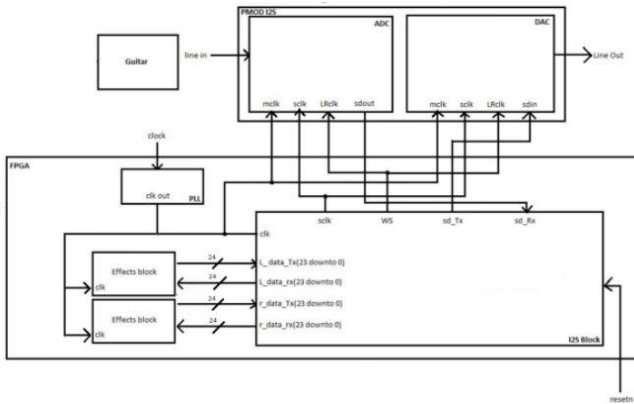 PMOD I2S
ADC
DAC
Guitar
line in
Line Out
mclk sclk LRclk sdout
mclk sclk LRclk sdin
clock
FPGA
clk out
PLL
sclk WS sd_Tx sd_Rx
clk
Effects block
clk
24
L_data_Tx(23 downto 0)
24
L_data_rx(23 downto 0)
Effects block
clk
24
r_data_Tx(23 downto 0)
24
r_data_rx(23 downto 0)
I2S Block
resetn